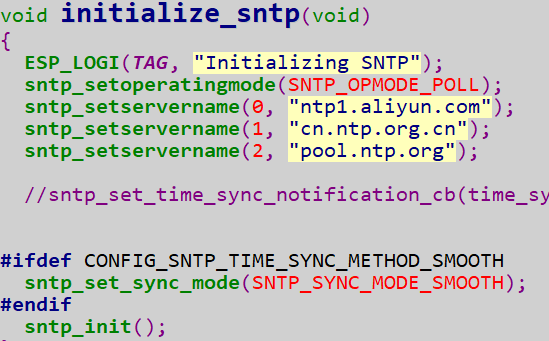 void initialize_sntp(void)
{
ESP_LOGI(TAG, "Initializing SNTP");
sntp_setoperatingmode(SNTP_OPMODE_POLL);
sntp_setservername(0, "ntp1.aliyun.com");
sntp_setservername(1, "cn.ntp.org.cn");
sntp_setservername(2, "pool.ntp.org");
//sntp_set_time_sync_notification_cb(time_sy
#ifdef CONFIG_SNTP_TIME_SYNC_METHOD_SMOOTH
sntp_set_sync_mode(SNTP_SYNC_MODE_SMOOTH);
#endif
sntp_init();